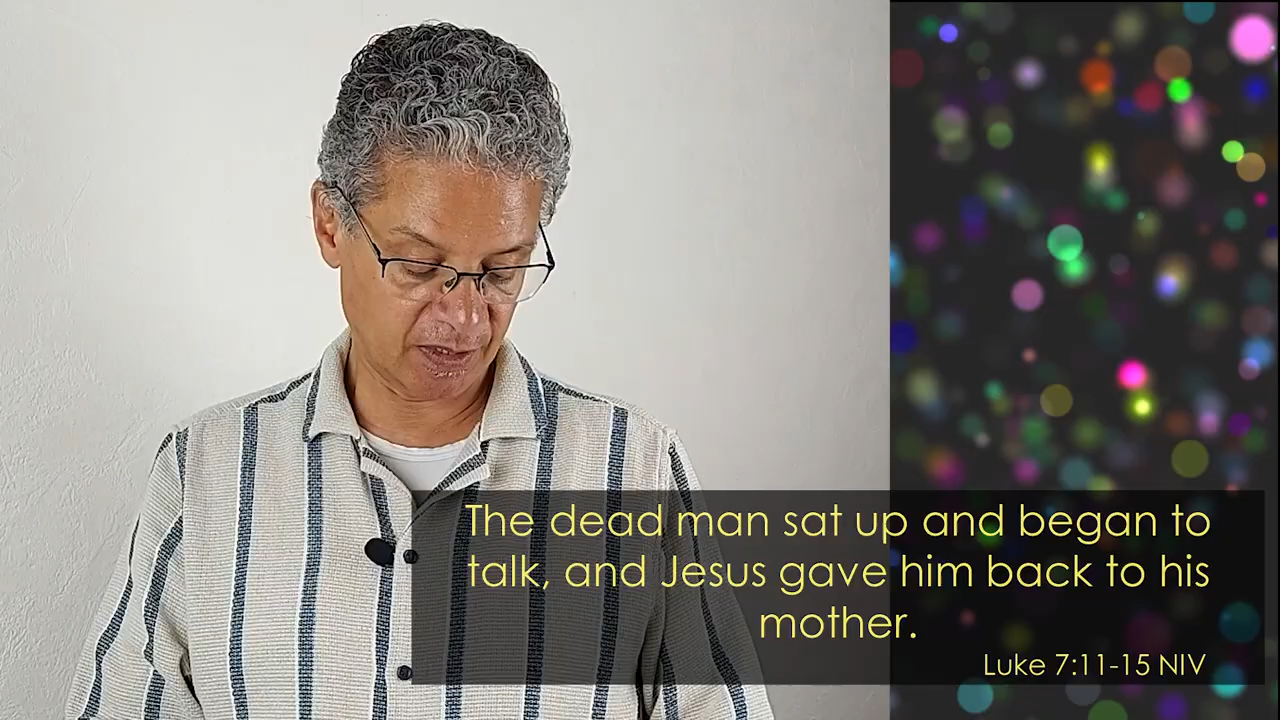 The dead man sat up and began to
talk, and Jesus gave him back to his
mother.
Luke 7:11-15 NIV